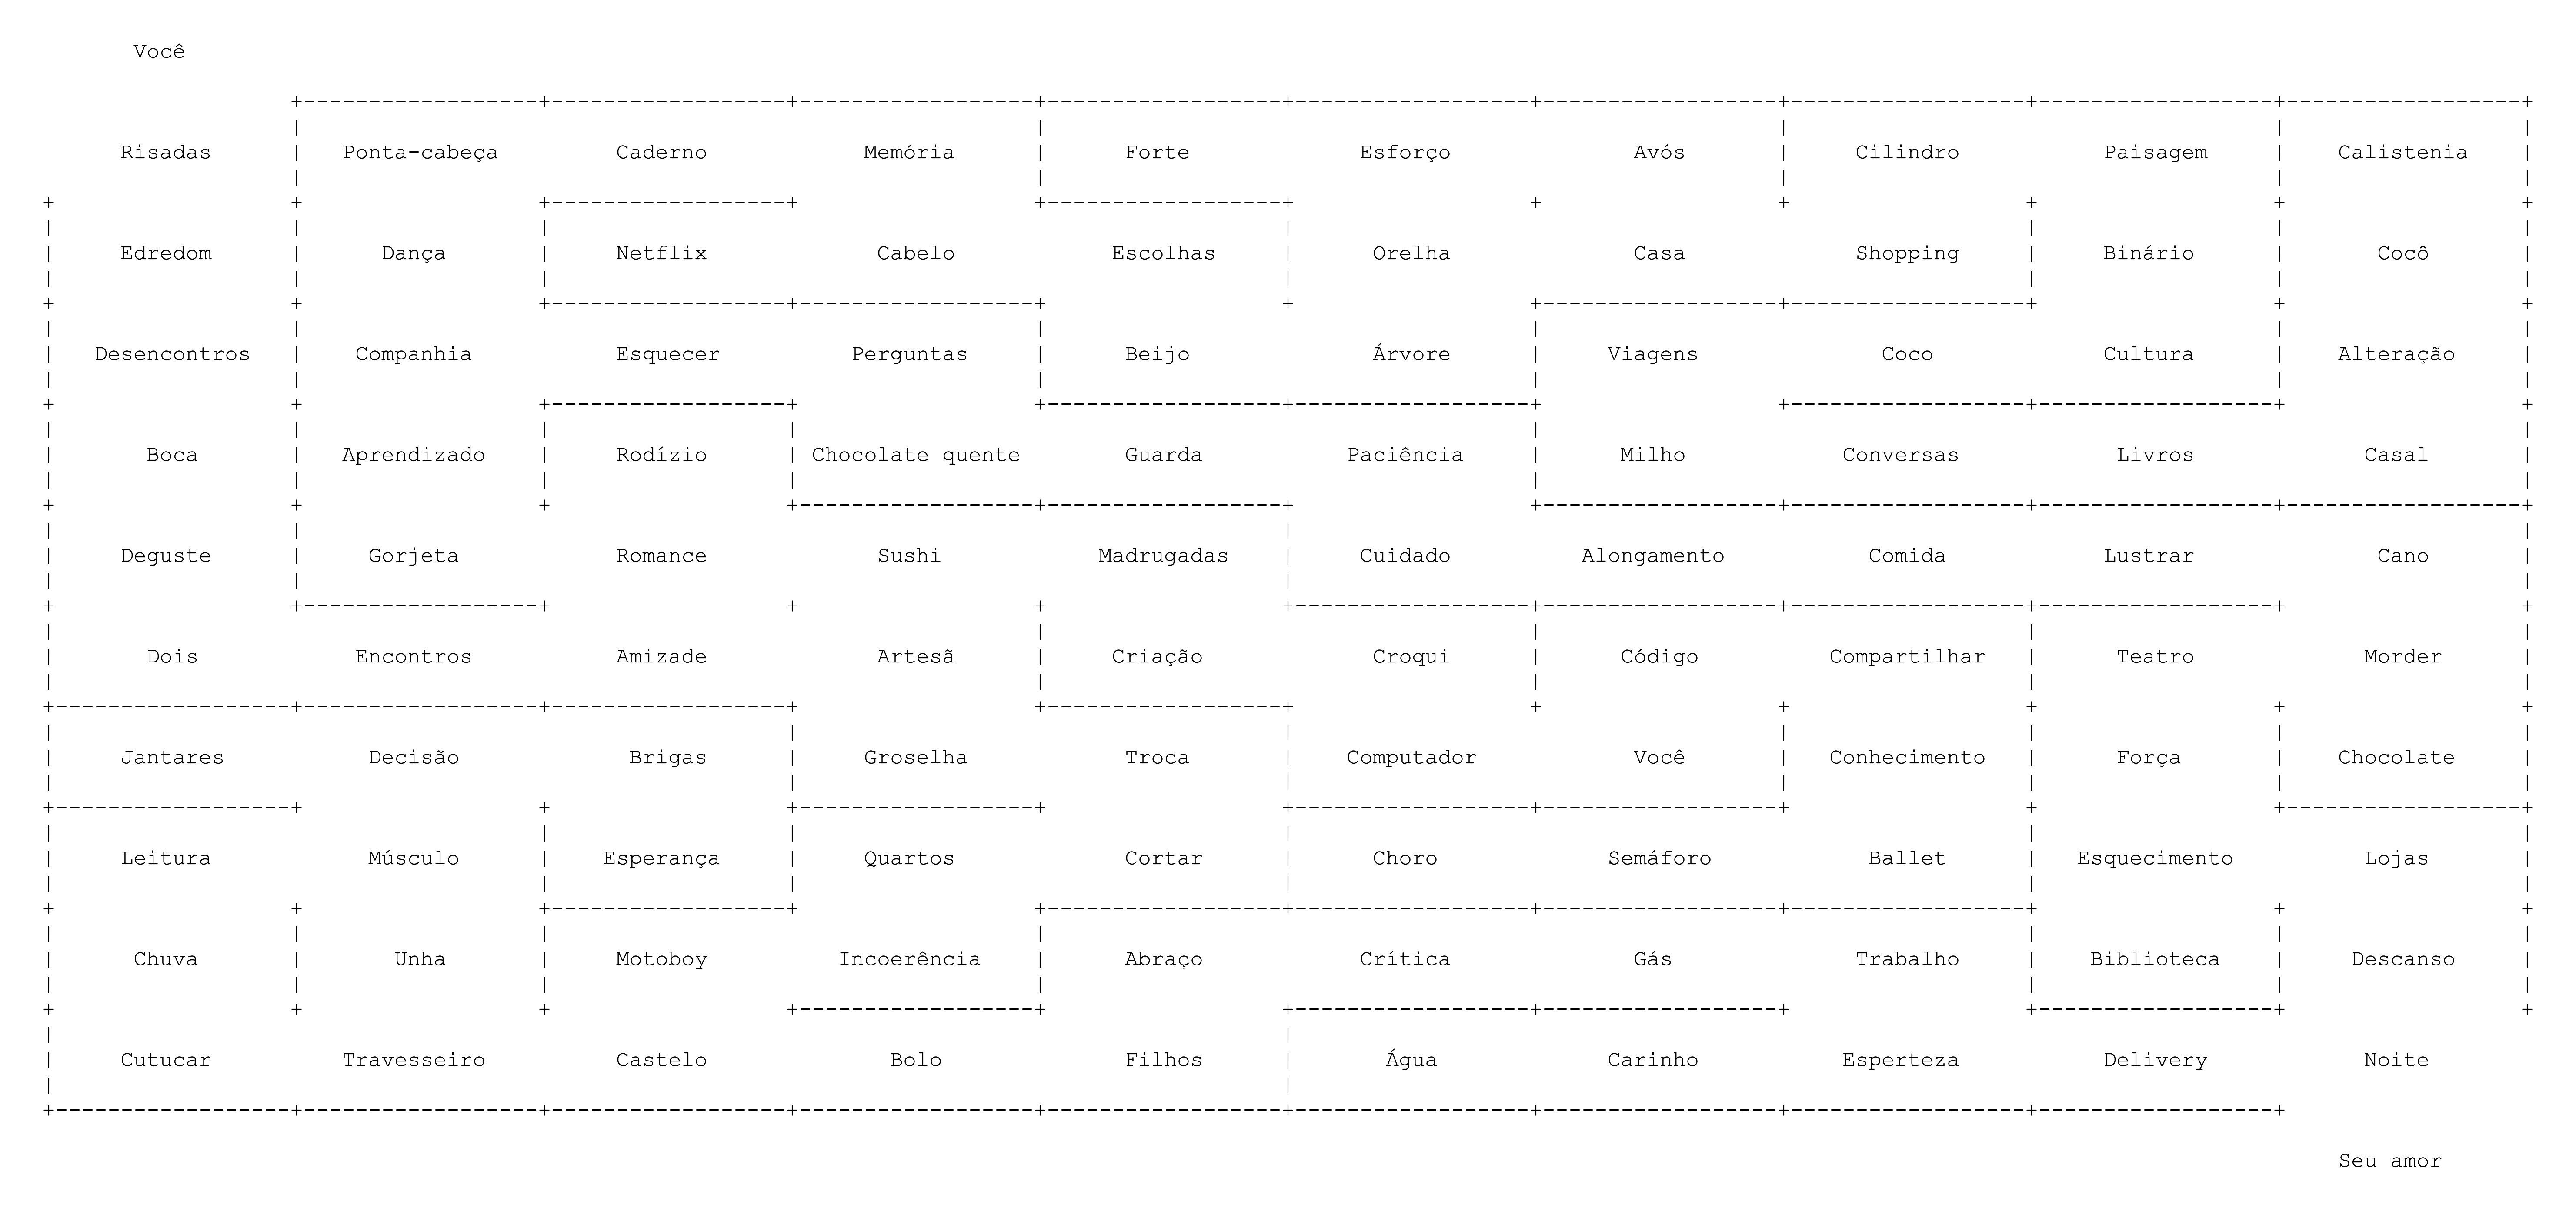 Você
Risadas Ponta-cabeça Caderno Memória Forte Esforço Avós Cilindro Paisagem Calistenia
Edredom Dança Netflix Cabelo Escolhas Orelha Casa Shopping Binário Cocô
Desencontros Companhia Esquecer Perguntas Beijo Árvore Viagens Coco Cultura Alteração
Boca Aprendizado Rodízio Chocolate quente Guarda Paciência Milho Conversas Livros Casal
Deguste Gorjeta Romance Sushi Madrugadas Cuidado Alongamento Comida Lustrar Cano
Dois Encontros Amizade Artesã Criação Croqui Código Compartilhar Teatro Morder
Jantares Decisão Brigas Groselha Troca Computador Você Conhecimento Força Chocolate
Leitura Músculo Esperança Quartos Cortar Choro Semáforo Ballet Esquecimento Lojas
Chuva Unha Motoboy Incoerência Abraço Crítica Gás Trabalho Biblioteca Descanso
Cutucar Travesseiro Castelo Bolo Filhos Água Carinho Esperteza Delivery Noite
Seu amor